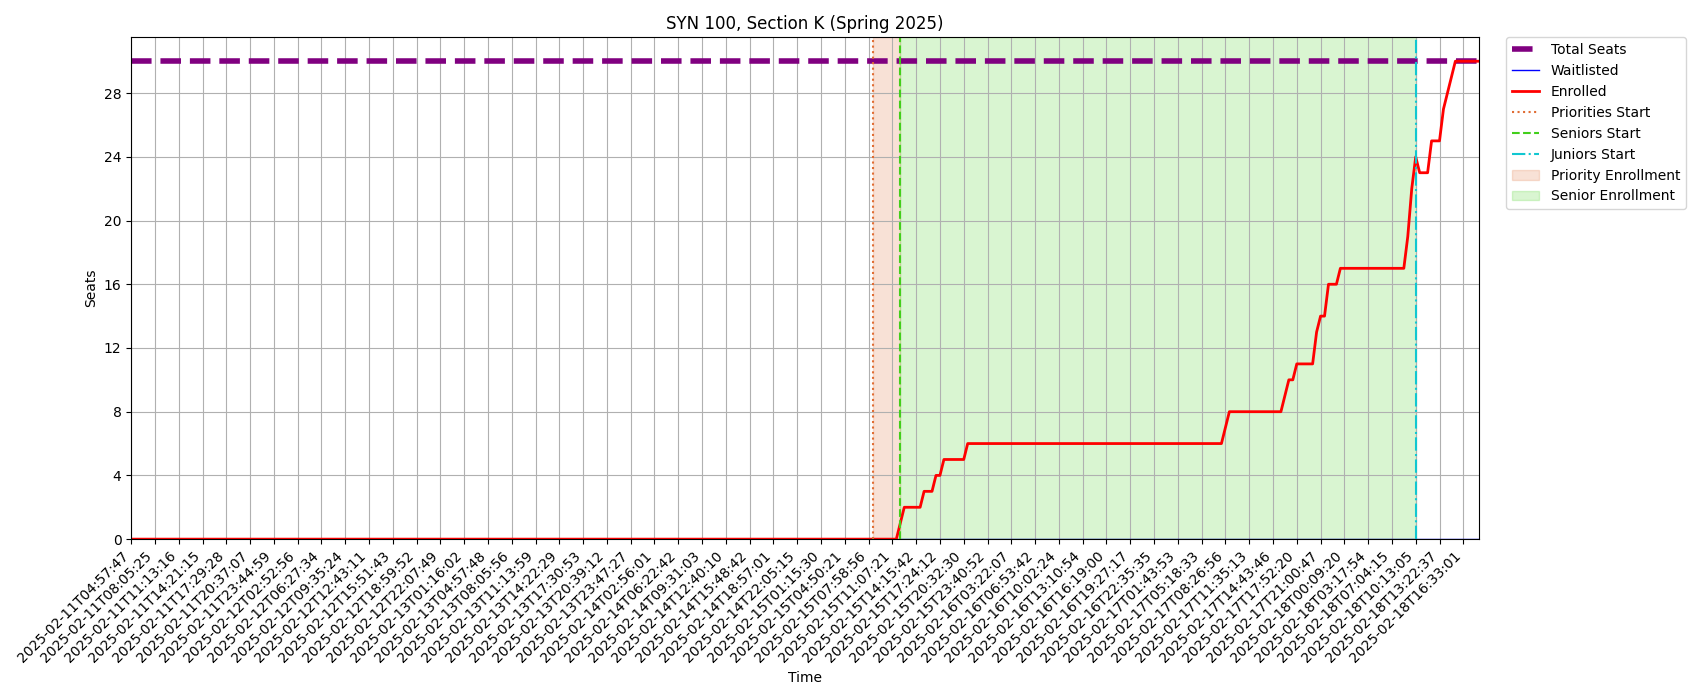 SYN 100, Section K (Spring 2025)
Total Seats
Waitlisted
Enrolled
Priorities Start
Seniors Start
Juniors Start
Priority Enrollment
Senior Enrollment
Seats
28
24
20
16
12
8
4
0
2025-02-11T04:57:47
2025-02-11T08:05:25
2025-02-11T11:13:16
2025-02-11T14:21:15
2025-02-11T17:29:28
2025-02-11T20:37:07
2025-02-11T23:44:59
2025-02-12T02:52:56
2025-02-12T06:27:34
2025-02-12T09:35:24
2025-02-12T12:43:11
2025-02-12T15:51:43
2025-02-12T18:59:52
2025-02-12T22:07:49
2025-02-13T01:16:02
2025-02-13T04:57:48
2025-02-13T08:05:56
2025-02-13T11:13:59
2025-02-13T14:22:29
2025-02-13T17:30:53
2025-02-13T20:39:12
2025-02-13T23:47:27
2025-02-14T02:56:01
2025-02-14T06:22:42
2025-02-14T09:31:03
2025-02-14T12:40:10
2025-02-14T15:48:42
2025-02-14T18:57:01
2025-02-14T22:05:15
2025-02-15T01:15:30
2025-02-15T04:50:21
2025-02-15T07:58:56
2025-02-15T11:07:21
2025-02-15T14:15:42
2025-02-15T17:24:12
2025-02-15T20:32:30
2025-02-15T23:40:52
2025-02-16T03:22:07
2025-02-16T06:53:42
2025-02-16T10:02:24
2025-02-16T13:10:54
2025-02-16T16:19:00
2025-02-16T19:27:17
2025-02-16T22:35:35
2025-02-17T01:43:53
2025-02-17T05:18:33
2025-02-17T08:26:56
2025-02-17T11:35:13
2025-02-17T14:43:46
2025-02-17T17:52:20
2025-02-17T21:00:47
2025-02-18T00:09:20
2025-02-18T03:17:54
2025-02-18T07:04:15
2025-02-18T10:13:05
2025-02-18T13:22:37
2025-02-18T16:33:01
Time